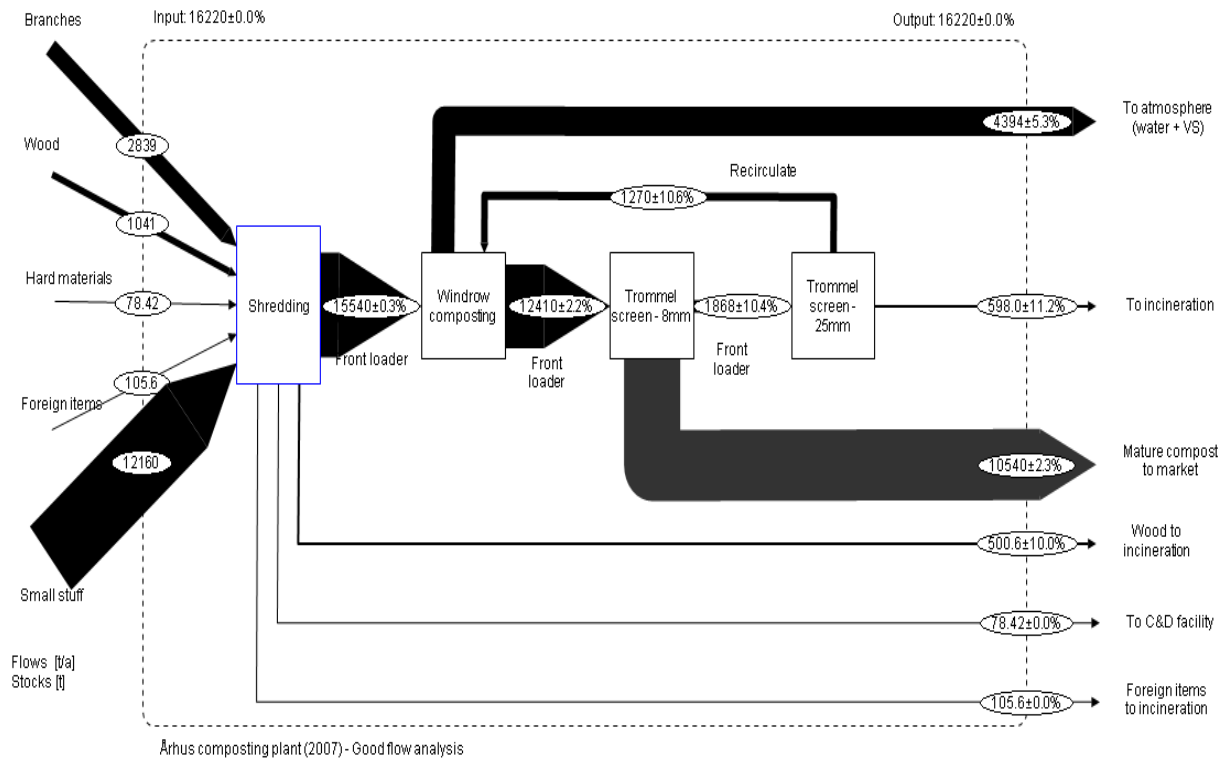 Branches
Input: 16220±0.0%
Output: 16220±0.0%
To atmosphere
(water + VS)
4394±5.3%
Wood
2839
Recirculate
1270±10.6%
1041
Hard materials
78.42
Shredding
15540±0.3%
Front loader
Windrow
composting
12410±2.2%
Front
loader
Trommel
screen - 8mm
1868±10.4%
Front
loader
Trommel
screen -
25mm
598.0±11.2%
To incineration
105.6
Foreign items
12160
10540±2.3%
Mature compost
to market
500.6±10.0%
Wood to
incineration
Small stuff
78.42±0.0%
To C&D facility
Flows [t/a]
Stocks [t]
105.6±0.0%
Foreign items
to incineration
Århus composting plant (2007) - Good flow analysis